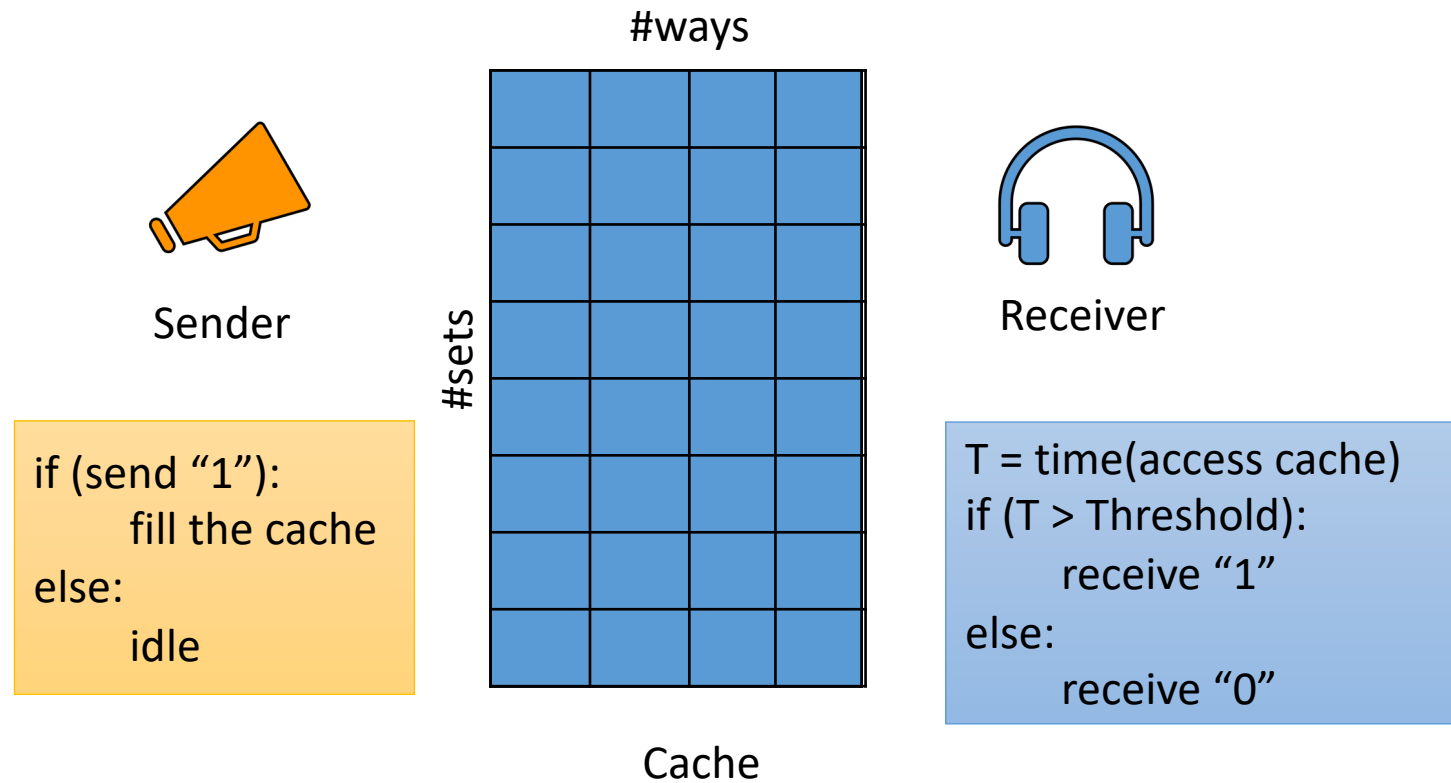 #ways
#sets
Sender
Receiver
if (send “1”):
fill the cache
else:
idle
T = time(access cache)
if (T > Threshold):
receive “1”
else:
receive “0”
Cache